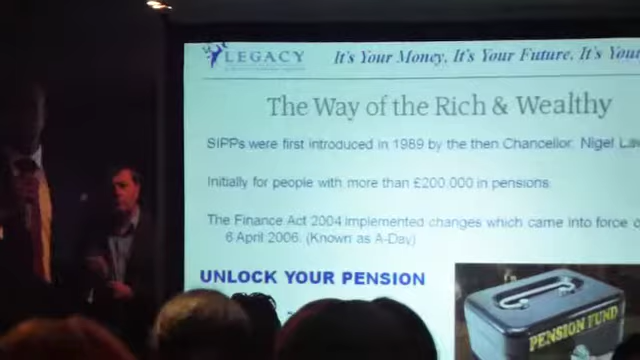 LEGACY
It's Your Money, It's Your Future, It's Your
The Way of the Rich & Wealthy
SIPPs were first introduced in 1989 by the then Chancellor, Nigel
Initially for people with more than £200,000 in pensions.
The Finance Act 2004 implemented changes which came into force
6 April 2006. (Known as A-Day)
UNLOCK YOUR PENSION
PENSION FUND